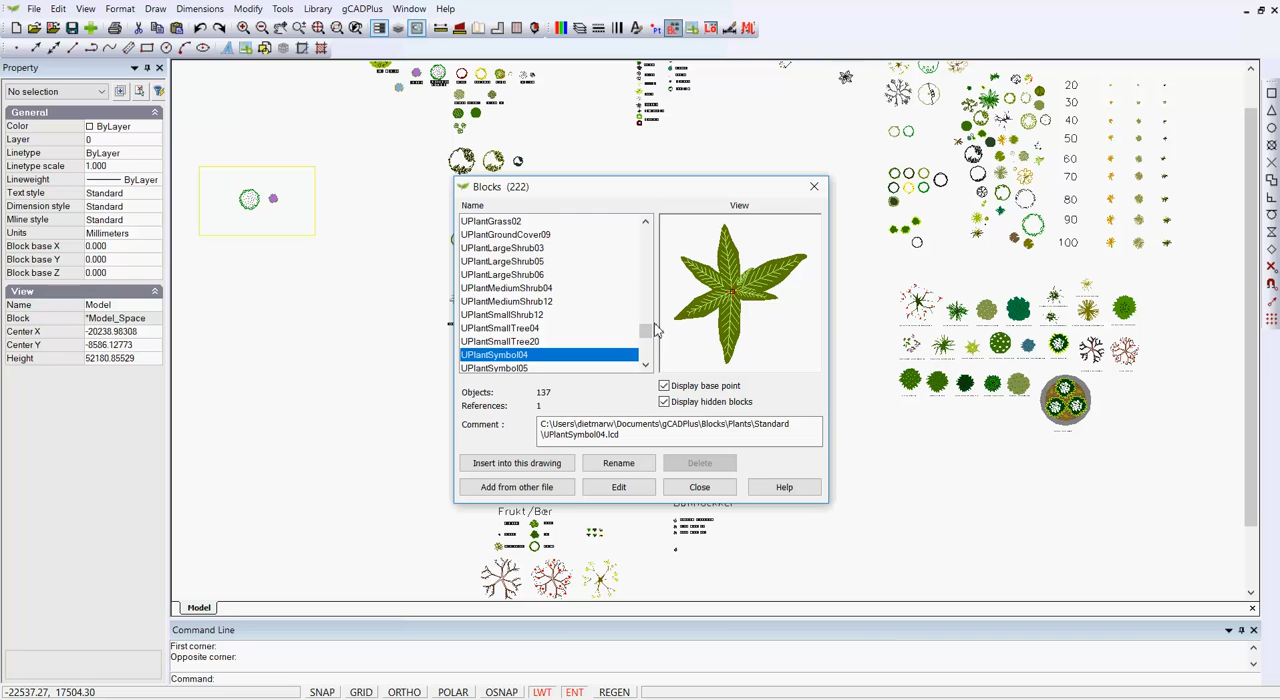 File Edit View Format Draw Dimensions Modify Tools Library gCADPlus Window Help
Property
No selection
General
Color ByLayer
Layer 0
Linetype ByLayer
Linetype scale 1.000
Lineweight ByLayer
Text style Standard
Dimension style Standard
Mline style Standard
Units Millimeters
Block base X 0.000
Block base Y 0.000
Block base Z 0.000
View
Name Model
Block *Model_Space
Center X -20238.98308
Center Y -8586.12773
Height 52180.85529
20
30
40
50
60
70
80
90
100
Blocks (222)
Name
View
UPlantGrass02
UPlantGroundCover09
UPlantLargeShrub03
UPlantLargeShrub05
UPlantLargeShrub06
UPlantMediumShrub04
UPlantMediumShrub12
UPlantSmallShrub12
UPlantSmallTree04
UPlantSmallTree20
UPlantSymbol04
UPlantSymbol05
Display base point
Display hidden blocks
Objects: 137
References: 1
Comment :
C:\Users\dietmarw\Documents\gCADPlus\Blocks\Plants\Standard
\UPlantSymbol04.lcd
Insert into this drawing Rename Delete
Add from other file Edit Close Help
Frukt/Bær
Model
Command Line
First corner:
Opposite corner:
Command:
-22537.27, 17504.30 SNAP GRID ORTHO POLAR OSNAP LWT ENT REGEN